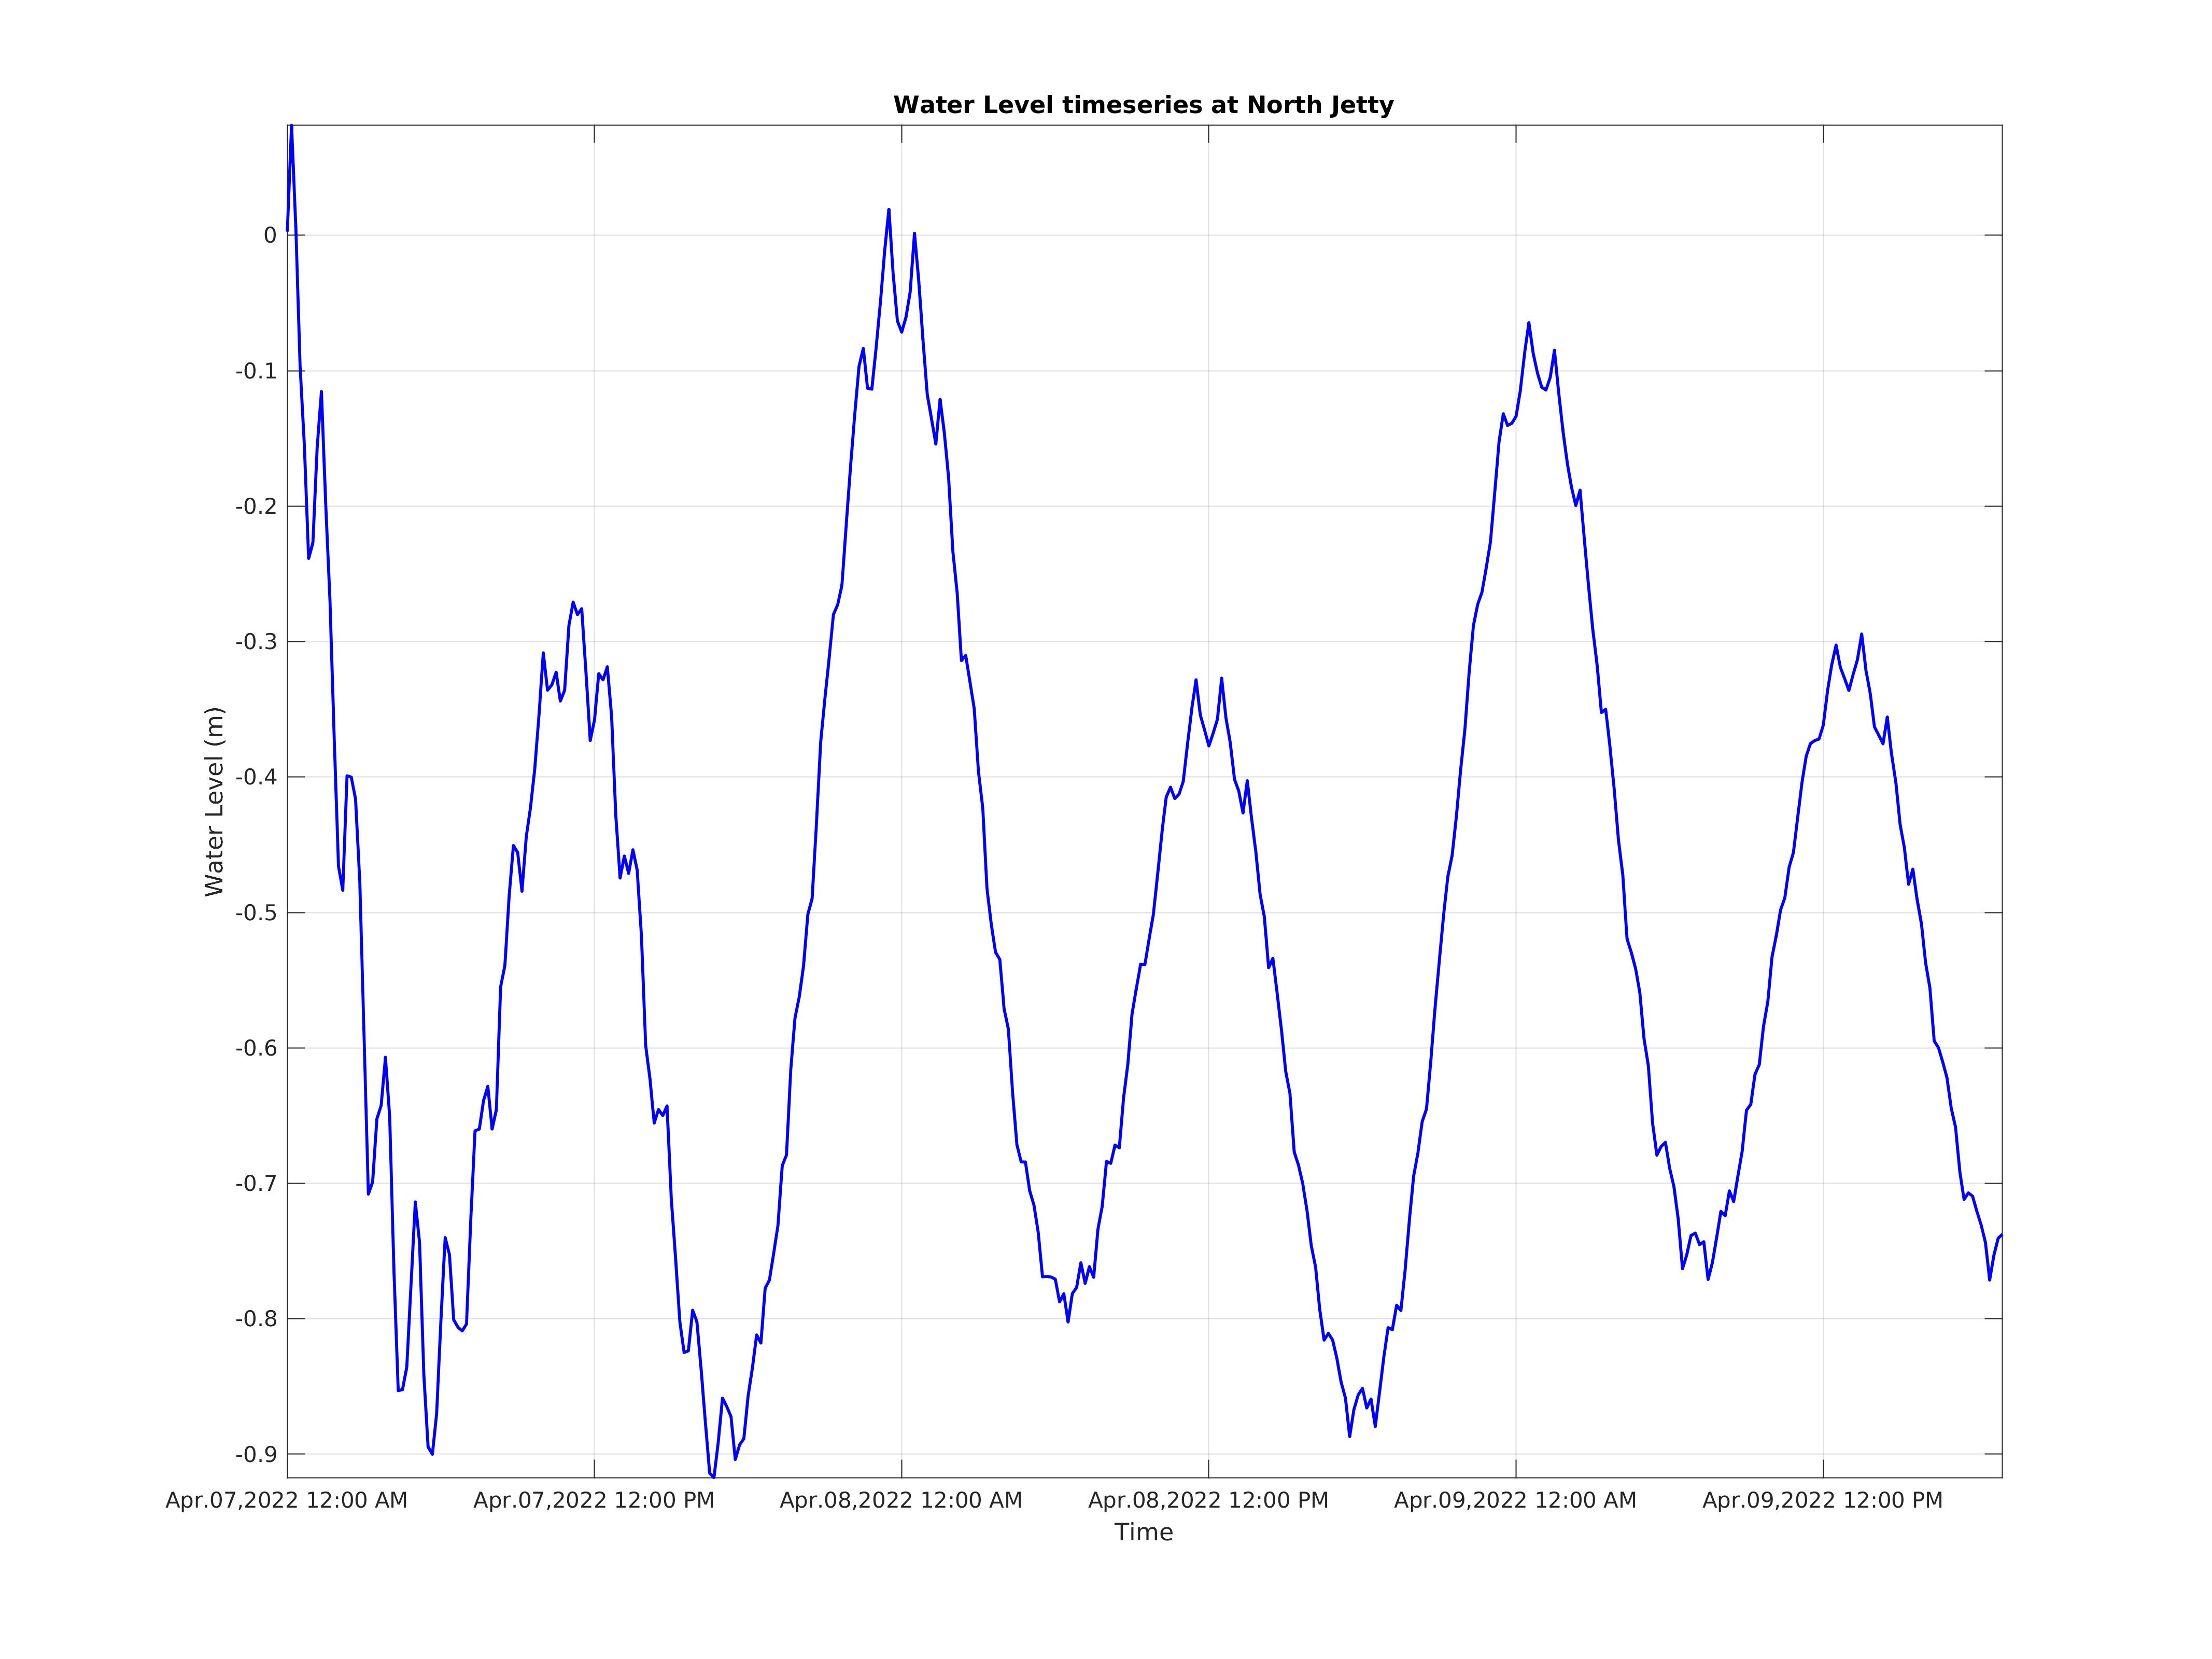 Water Level timeseries at North Jetty
0
-0.1
-0.2
-0.3
-0.4
-0.5
-0.6
-0.7
-0.8
-0.9
Water Level (m)
Apr.07,2022 12:00 AM
Apr.07,2022 12:00 PM
Apr.08,2022 12:00 AM
Apr.08,2022 12:00 PM
Apr.09,2022 12:00 AM
Apr.09,2022 12:00 PM
Time